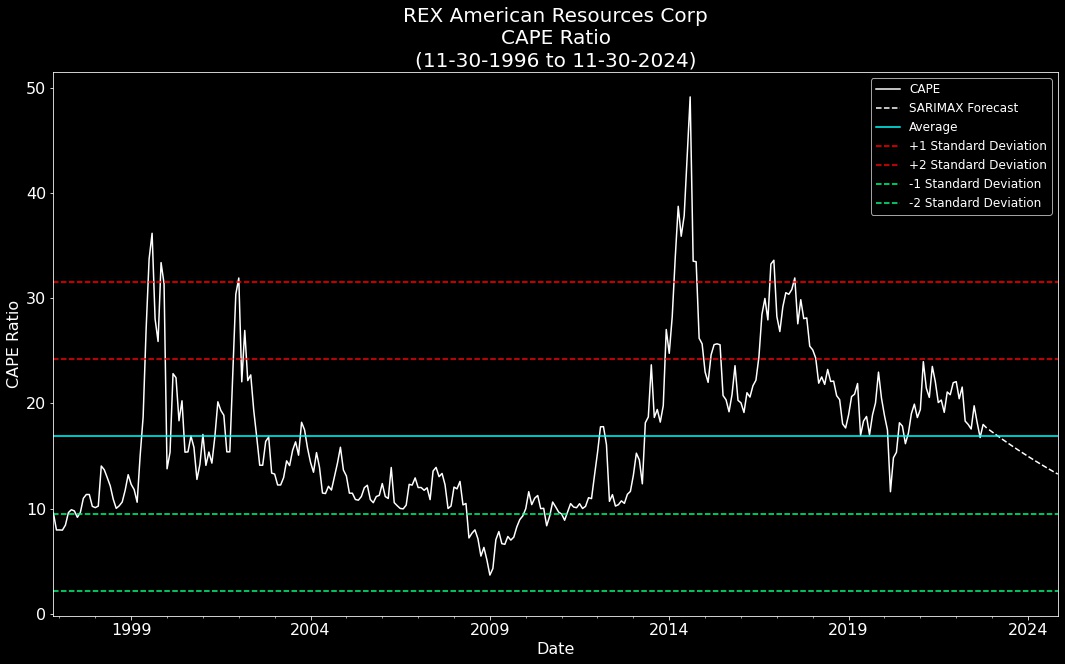 REX American Resources Corp
CAPE Ratio
(11-30-1996 to 11-30-2024)
CAPE
SARIMAX Forecast
Average
+1 Standard Deviation
+2 Standard Deviation
-1 Standard Deviation
-2 Standard Deviation
CAPE Ratio
50
40
30
20
10
0
1999 2004 2009 2014 2019 2024
Date